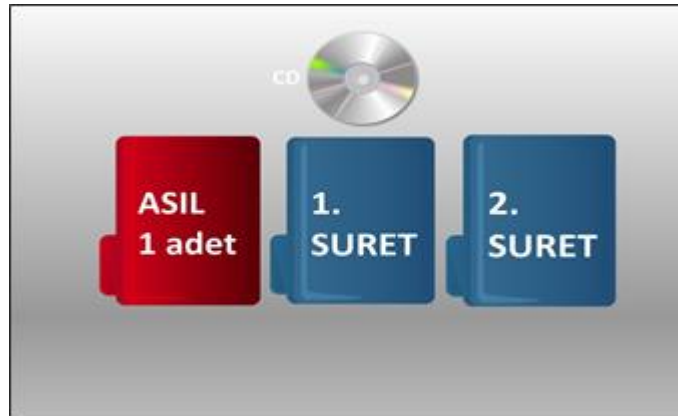 CD
ASIL
1 adet
1.
SURET
2.
SURET